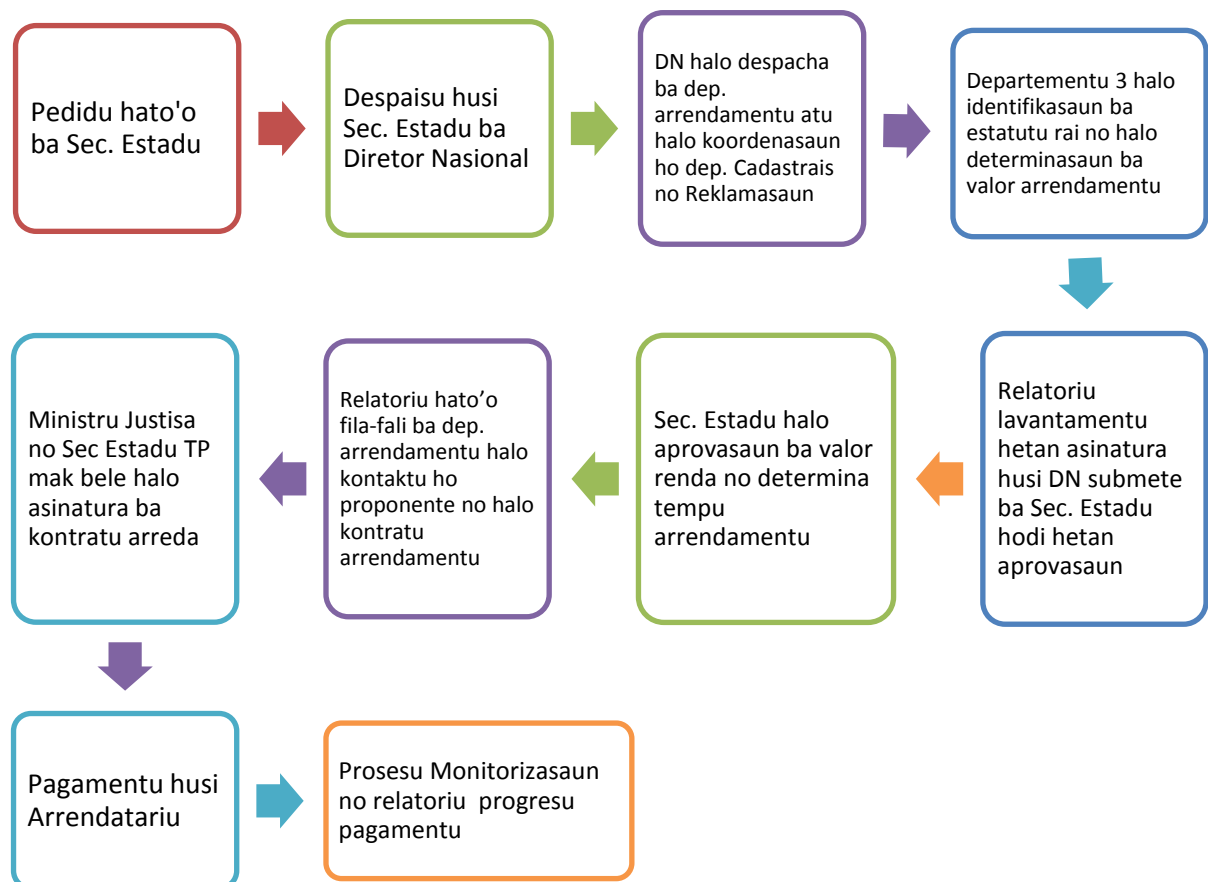 Pedidu hato'o
ba Sec. Estadu
Despaisu husi
Sec. Estadu ba
Diretor Nasional
DN halo despacha
ba dep.
arrendamentu atu
halo koordenasaun
ho dep. Cadastrais
no Reklamasaun
Departementu 3 halo
identifikasaun ba
estatutu rai no halo
determinasaun ba
valor arrendamentu
Relatoriu
lavantamentu
hetan asinatura
husi DN submete
ba Sec. Estadu
hodi hetan
aprovasaun
Sec. Estadu halo
aprovasaun ba valor
renda no determina
tempu
arrendamentu
Relatoriu hato’o
fila-fali ba dep.
arrendamentu halo
kontaktu ho
proponente no halo
kontratu
arrendamentu
Ministru Justisa
no Sec Estadu TP
mak bele halo
asinatura ba
kontratu arreda
Pagamentu husi
Arrendatariu
Prosesu Monitorizasaun
no relatoriu progresu
pagamentu